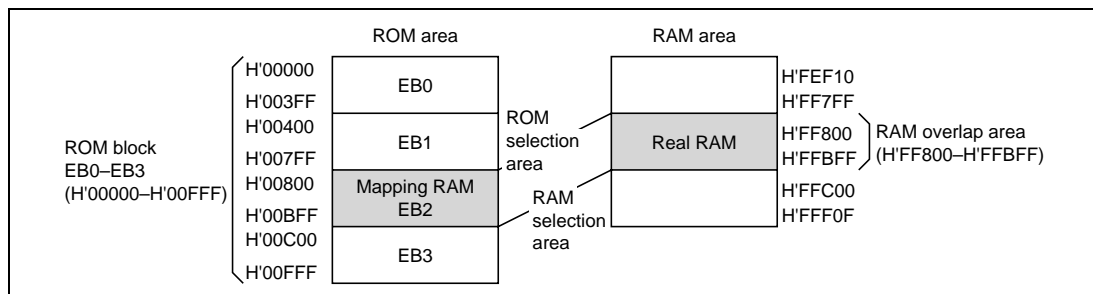 ROM area
RAM area
ROM block
EB0–EB3
(H'00000–H'00FFF)
H'00000
H'003FF
H'00400
H'007FF
H'00800
H'00BFF
H'00C00
H'00FFF
EB0
EB1
Mapping RAM
EB2
EB3
ROM
selection
area
RAM
selection
area
Real RAM
H'FEF10
H'FF7FF
H'FF800
H'FFBFF
H'FFC00
H'FFF0F
RAM overlap area
(H'FF800–H'FFBFF)